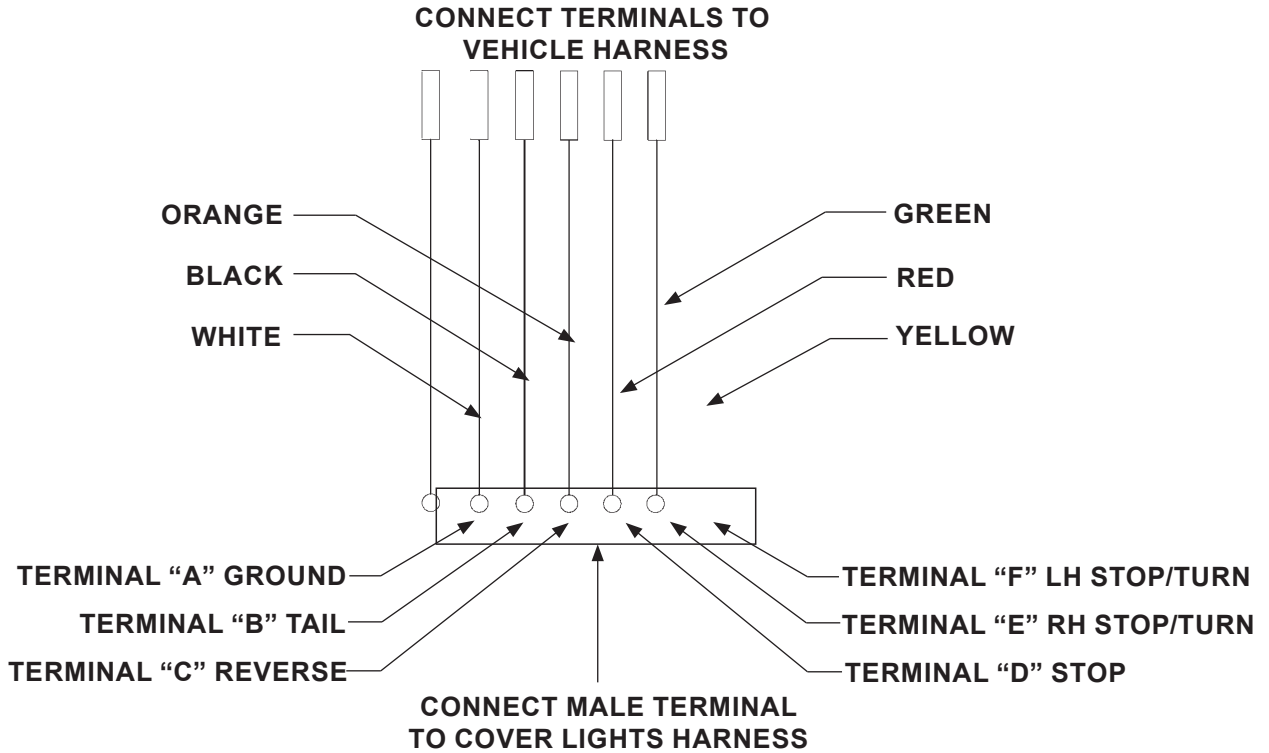 CONNECT TERMINALS TO
VEHICLE HARNESS
ORANGE
BLACK
WHITE
GREEN
RED
YELLOW
TERMINAL “A” GROUND
TERMINAL “B” TAIL
TERMINAL “C” REVERSE
TERMINAL “F” LH STOP/TURN
TERMINAL “E” RH STOP/TURN
TERMINAL “D” STOP
CONNECT MALE TERMINAL
TO COVER LIGHTS HARNESS